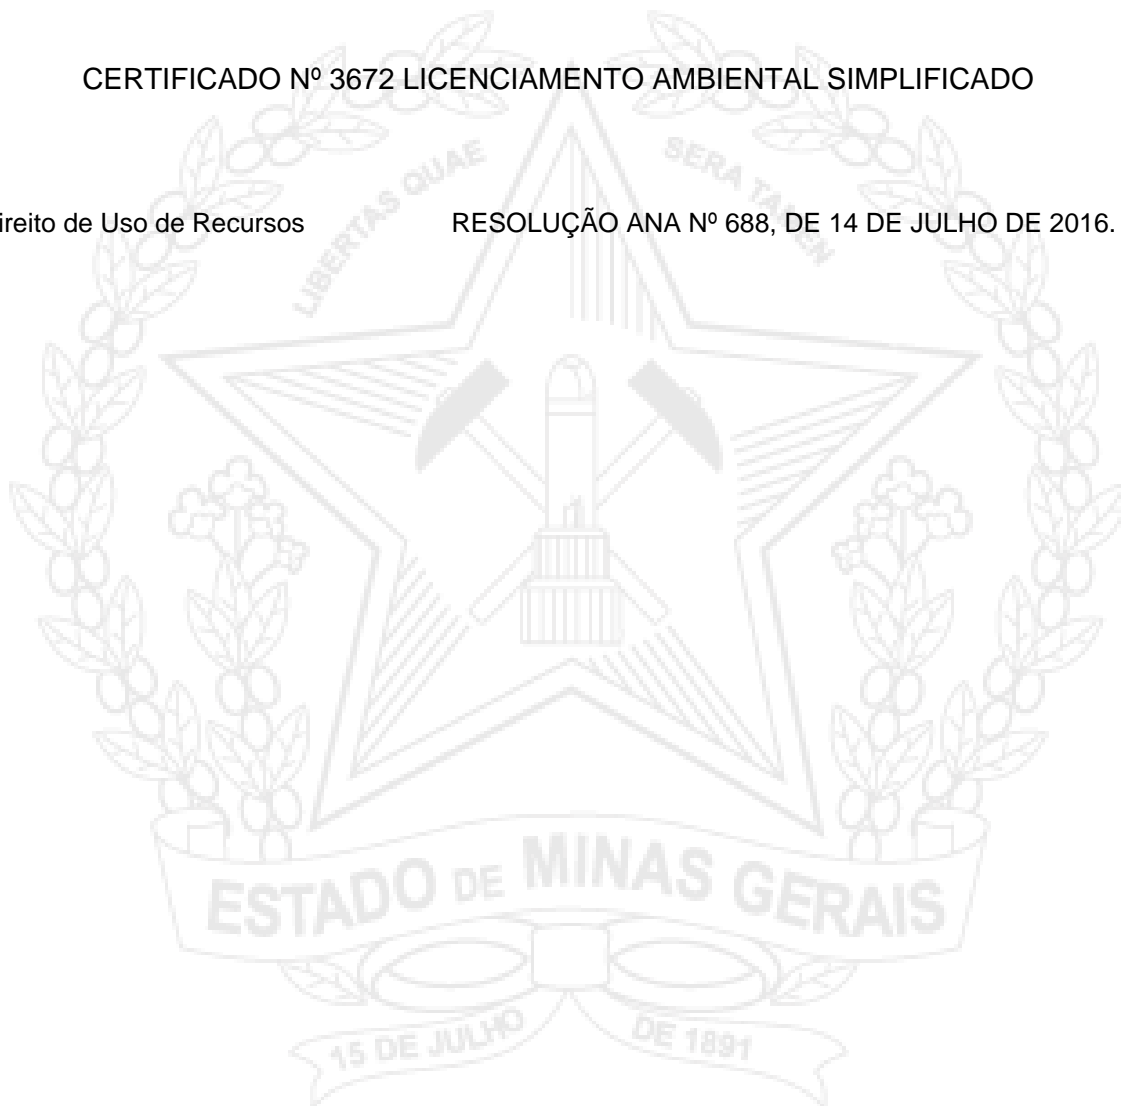 CERTIFICADO Nº 3672 LICENCIAMENTO AMBIENTAL SIMPLIFICADO
LIBERTAS QUAE SERA TAMEN
ireito de Uso de Recursos RESOLUÇÃO ANA Nº 688, DE 14 DE JULHO DE 2016.
ESTADO DE MINAS GERAIS
15 DE JULHO DE 1891